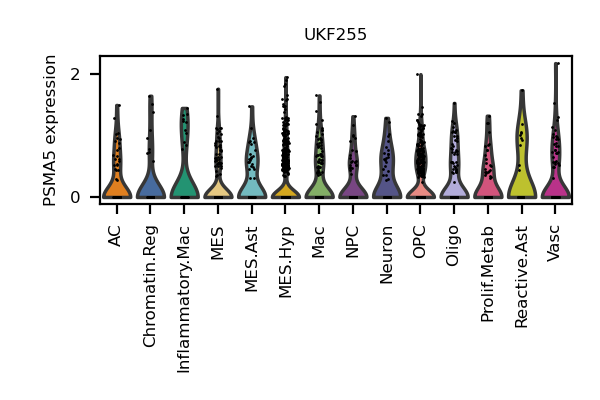 UKF255
PSMA5 expression
2
0
AC
Chromatin.Reg
Inflammatory.Mac
MES
MES.Ast
MES.Hyp
Mac
NPC
Neuron
OPC
Oligo
Prolif.Metab
Reactive.Ast
Vasc